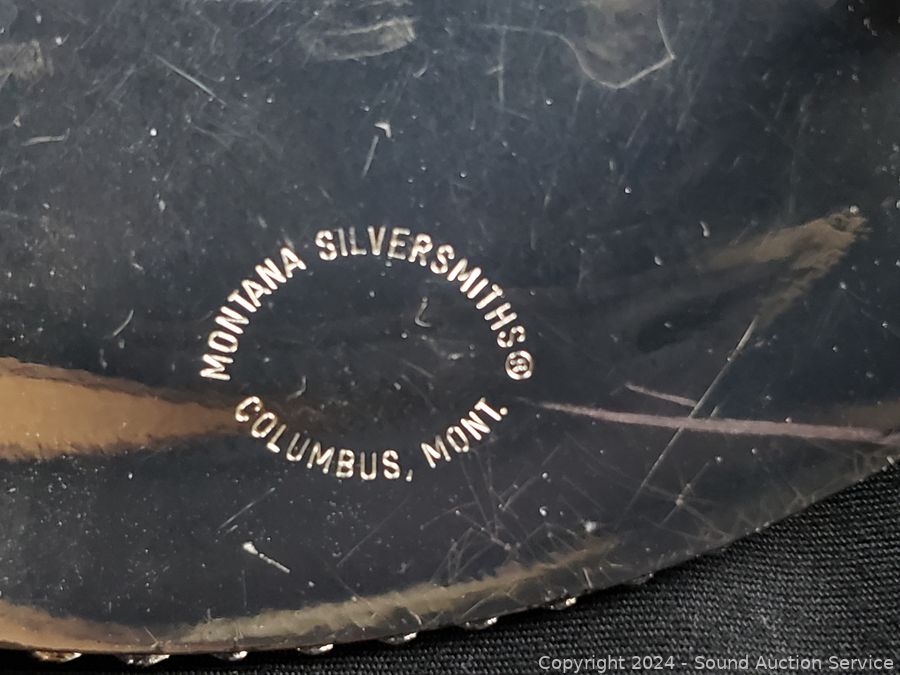 MONTANA SILVERSMITHS®
COLUMBUS, MONT.
Copyright 2024 - Sound Auction Service